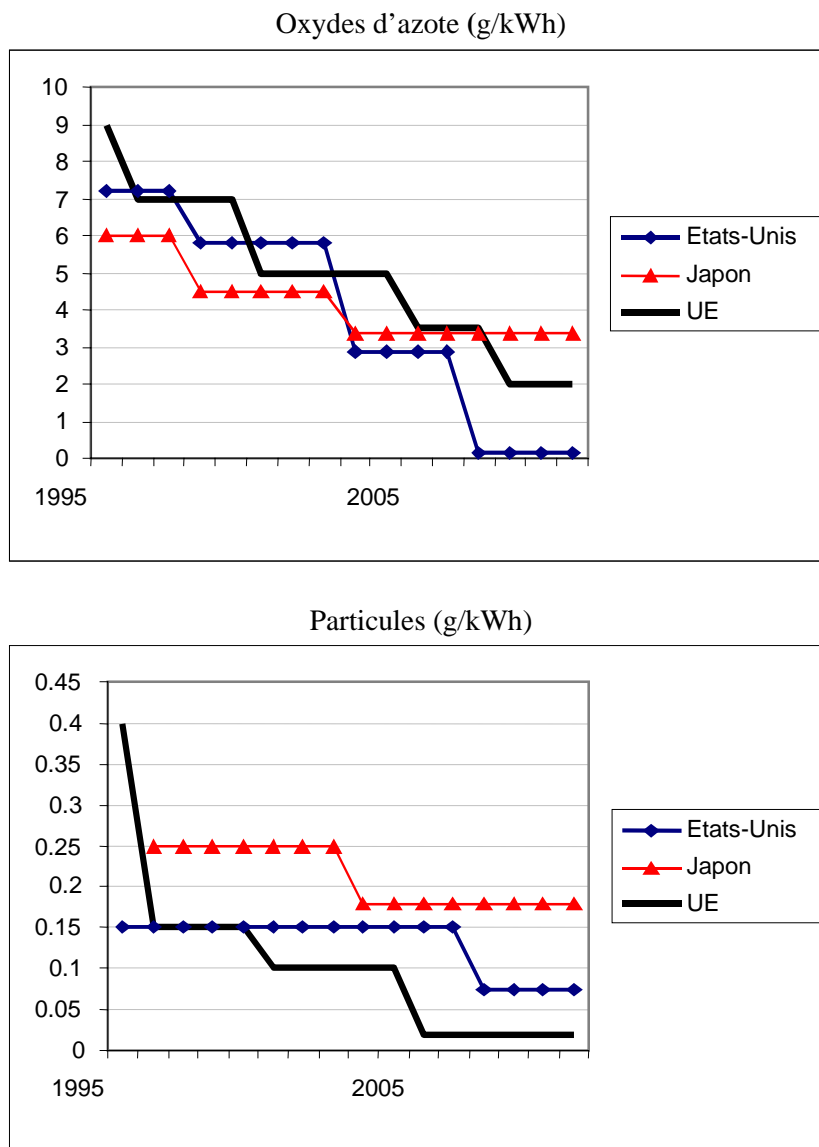 Oxydes d’azote (g/kWh)
10
9
8
7
6
5
4
3
2
1
0
1995 2005
Etats-Unis
Japon
UE
Particules (g/kWh)
0.45
0.4
0.35
0.3
0.25
0.2
0.15
0.1
0.05
0
1995 2005
Etats-Unis
Japon
UE